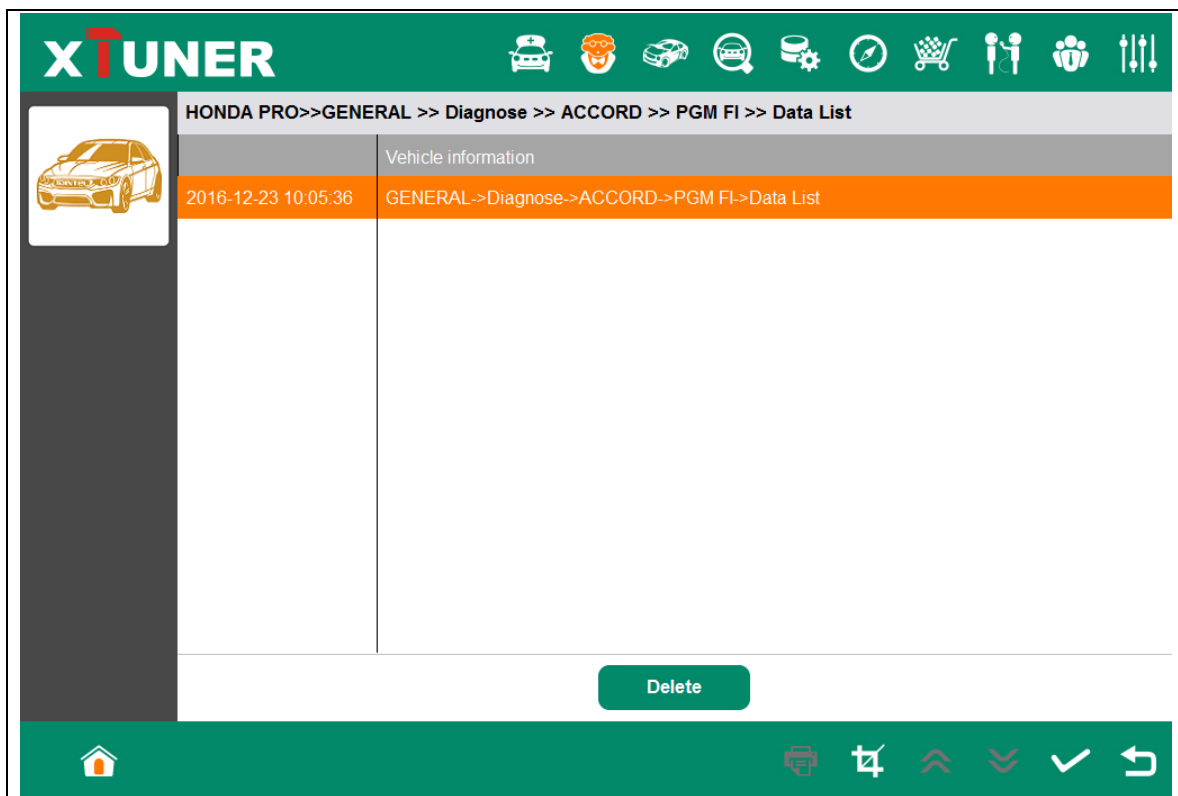 XTUNER
HONDA PRO>>GENERAL >> Diagnose >> ACCORD >> PGM FI >> Data List
Vehicle information
2016-12-23 10:05:36 GENERAL->Diagnose->ACCORD->PGM FI->Data List
Delete